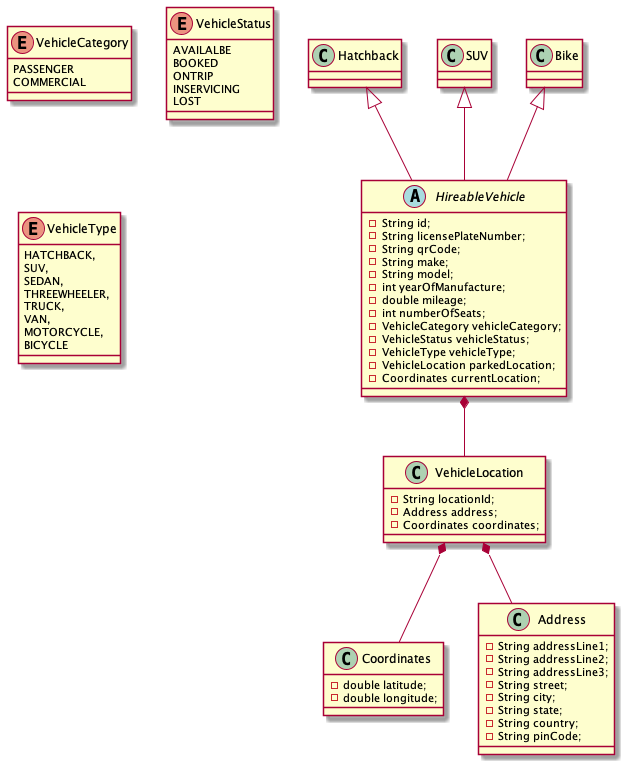 E VehicleCategory
PASSENGER
COMMERCIAL
E VehicleStatus
AVAILALBE
BOOKED
ONTRIP
INSERVICING
LOST
C Hatchback
C SUV
C Bike
E VehicleType
HATCHBACK,
SUV,
SEDAN,
THREEWHEELER,
TRUCK,
VAN,
MOTORCYCLE,
BICYCLE
A HireableVehicle
String id;
String licensePlateNumber;
String qrCode;
String make;
String model;
int yearOfManufacture;
double mileage;
int numberOfSeats;
VehicleCategory vehicleCategory;
VehicleStatus vehicleStatus;
VehicleType vehicleType;
VehicleLocation parkedLocation;
Coordinates currentLocation;
C VehicleLocation
String locationId;
Address address;
Coordinates coordinates;
C Coordinates
double latitude;
double longitude;
C Address
String addressLine1;
String addressLine2;
String addressLine3;
String street;
String city;
String state;
String country;
String pinCode;